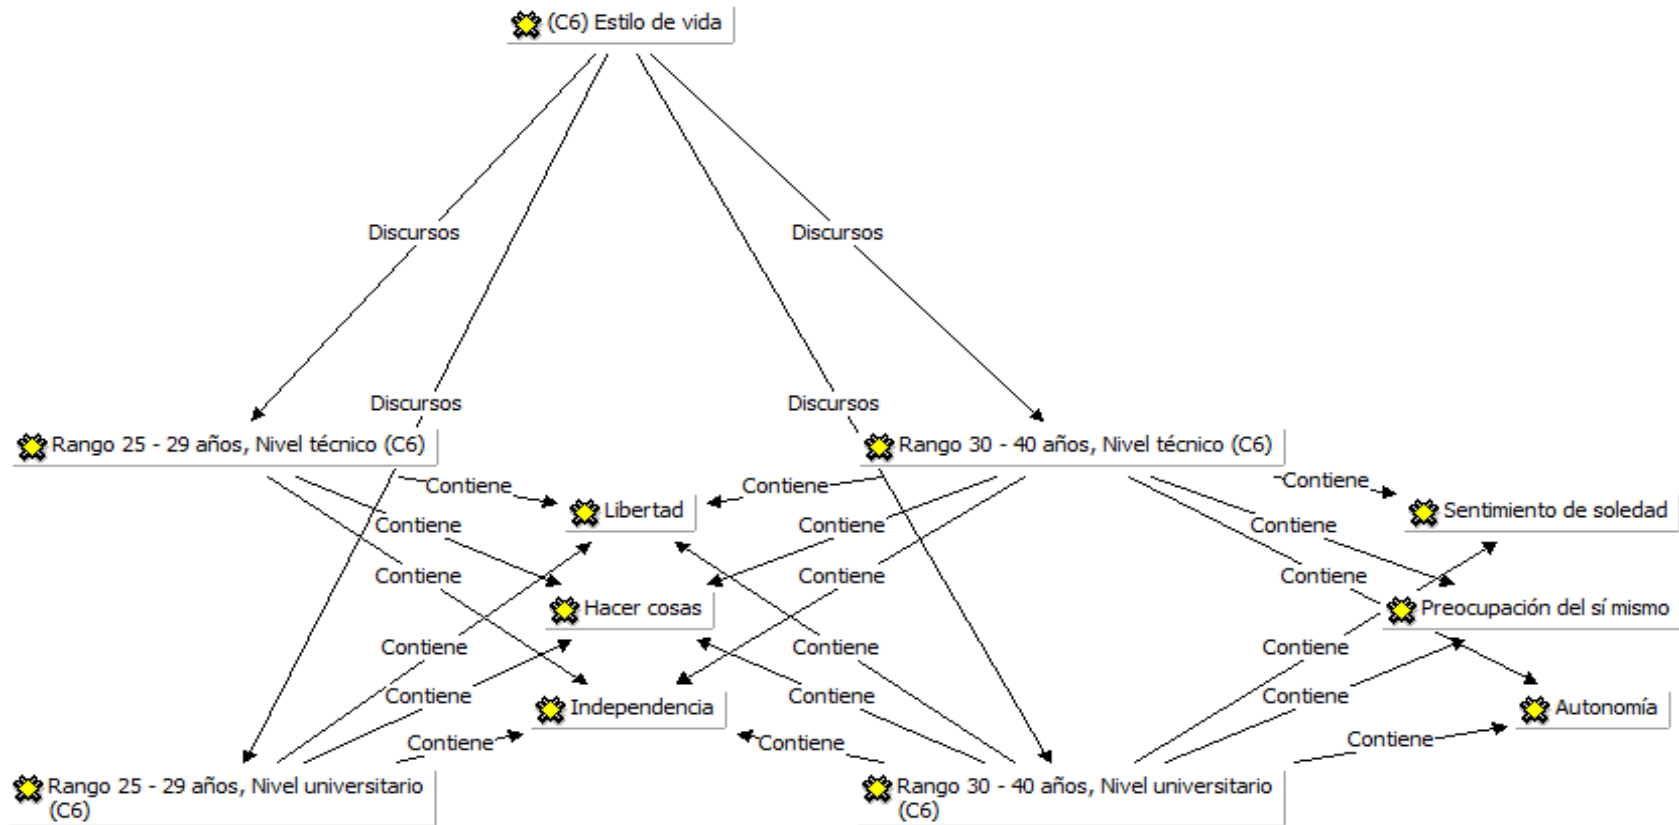 (C6) Estilo de vida
Discursos
Discursos
Discursos
Discursos
Rango 25 - 29 años, Nivel técnico (C6)
Rango 30 - 40 años, Nivel técnico (C6)
Contiene
Contiene
Contiene
Libertad
Sentimiento de soledad
Contiene
Contiene
Contiene
Contiene
Contiene
Contiene
Hacer cosas
Preocupación del sí mismo
Contiene
Contiene
Contiene
Contiene
Contiene
Contiene
Independencia
Autonomía
Contiene
Contiene
Contiene
Rango 25 - 29 años, Nivel universitario
(C6)
Rango 30 - 40 años, Nivel universitario
(C6)